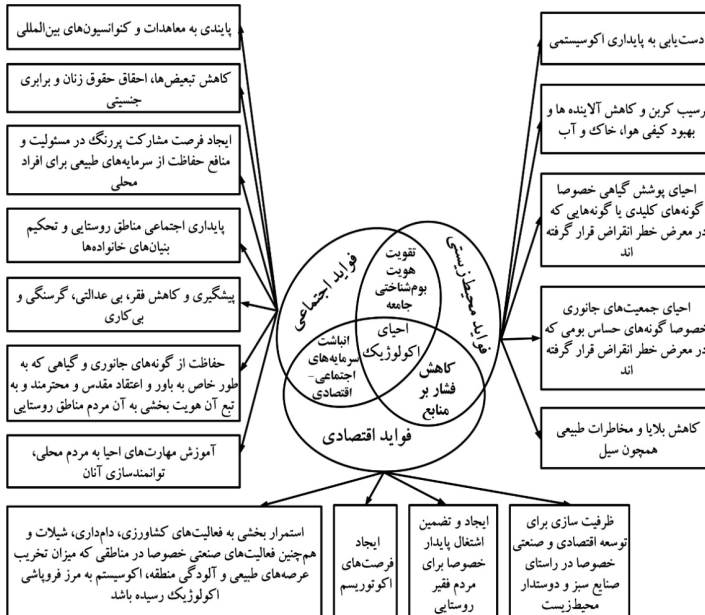 پایندی به معاهدات و کنوانسیون‌های بین‌المللی
کاهش تبعیض‌ها، احقاق حقوق زنان و برابری
جنسیتی
ایجاد فرصت مشارکت پررنگ در مسئولیت و
منافع حفاظت از سرمایه‌های طبیعی برای افراد
محلی
پایداری اجتماعی مناطق روستایی و تحکیم
بنیان‌های خانواده‌ها
پیشگیری و کاهش فقر، بی عدالتی، گرسنگی و
بی‌کاری
حفاظت از گونه‌های جانوری و گیاهی که به
طور خاص به باور و اعتقاد مقدس و محترمند و به
تبع آن هویت بخشی به آن مردم مناطق روستایی
آموزش مهارت‌های احیا به مردم محلی،
توانمندسازی آنان
دست‌یابی به پایداری اکوسیستمی
رسیب کربن و کاهش آلاینده ها و
بهبود کیفی هوا، خاک و آب
احیای پوشش گیاهی خصوصا
گونه‌های کلیدی یا گونه‌هایی که
در معرض خطر انقراض قرار گرفته
اند
احیای جمعیت‌های جانوری
خصوصا گونه‌های حساس بومی که
در معرض خطر انقراض قرار گرفته
اند
کاهش بلایا و مخاطرات طبیعی
همچون سیل
فواید محیط‌زیستی
فواید اجتماعی
تقویت
هویت
بوم‌شناختی
جامعه
احیای
اکولوژیک
انباشت
سرمایه‌های
اجتماعی-
اقتصادی
کاهش
فشار بر
منابع
فواید اقتصادی
ظرفیت سازی برای
توسعه اقتصادی و صنعتی
خصوصا در راستای
صنایع سبز و دوستدار
محیط‌زیست
ایجاد و تضمین
اشتغال پایدار
خصوصا برای
مردم فقیر
روستایی
ایجاد
فرصت‌های
اکوتوریسم
استمرار بخشی به فعالیت‌های کشاورزی، دام‌داری، شیلات و
هم‌چنین فعالیت‌های صنعتی خصوصا در مناطقی که میزان تخریب
عرصه‌های طبیعی و آلودگی منطقه، اکوسیستم به مرز فروپاشی
اکولوژیک رسیده باشد